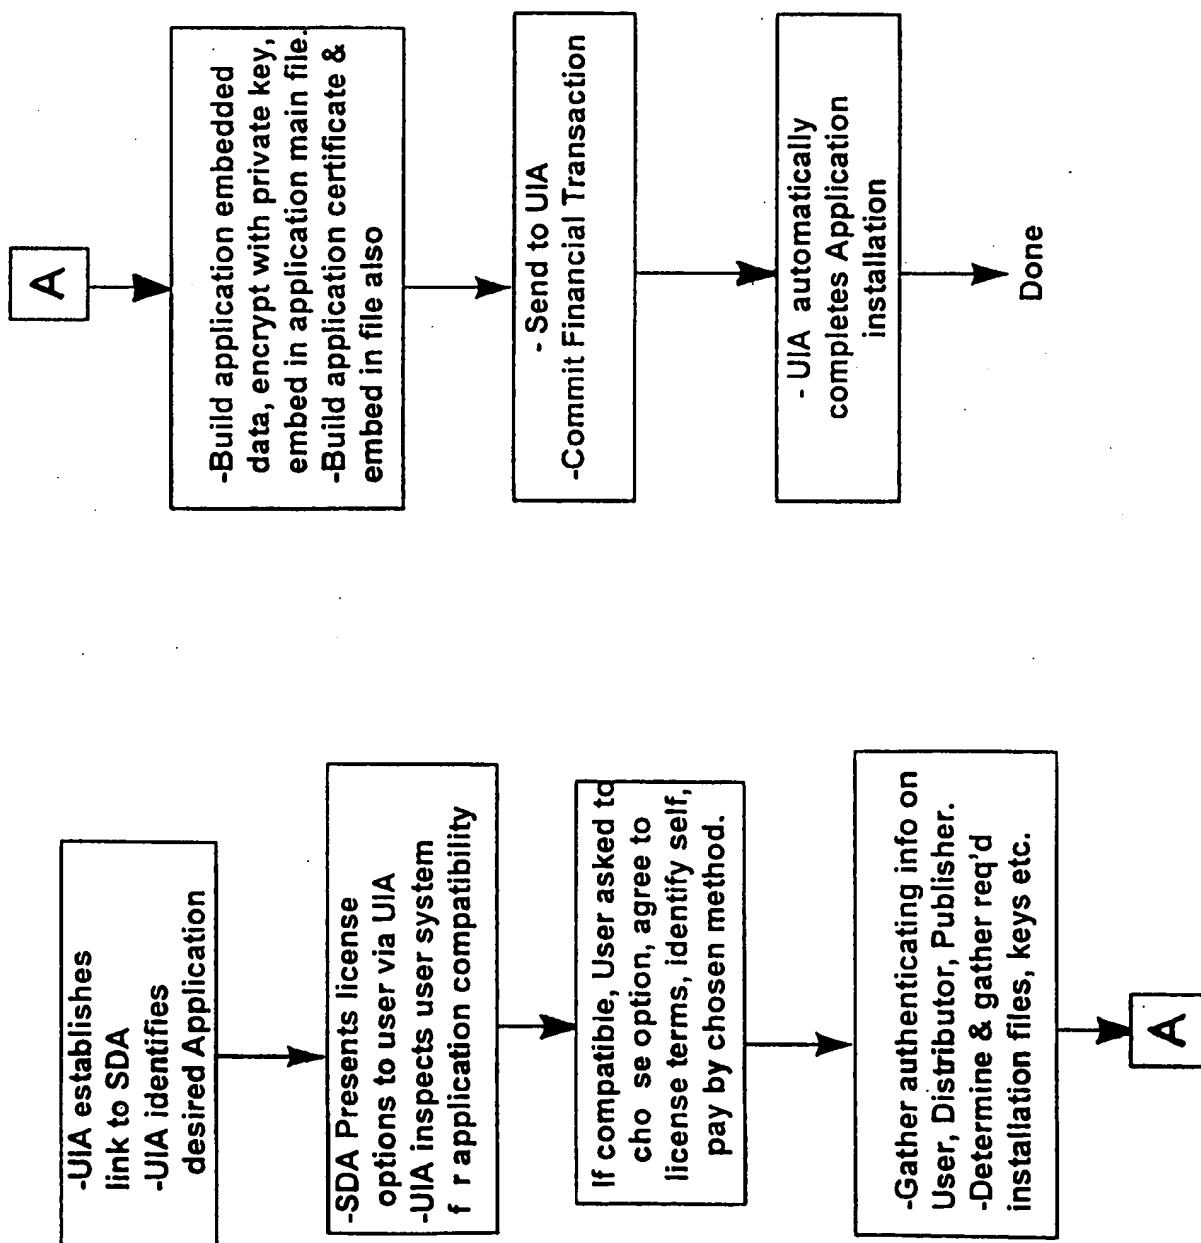 -UIA establishes
link to SDA
-UIA identifies
desired Application
-SDA Presents license
options to user via UIA
-UIA inspects user system
f r application compatibility
If compatible, User asked to
cho se option, agree to
license terms, identify self,
pay by chosen method.
-Gather authenticating info on
User, Distributor, Publisher.
-Determine & gather req'd
installation files, keys etc.
A
A
-Build application embedded
data, encrypt with private key,
embed in application main file.
-Build application certificate &
embed in file also
- Send to UIA
-Commit Financial Transaction
- UIA automatically
completes Application
installation
Done